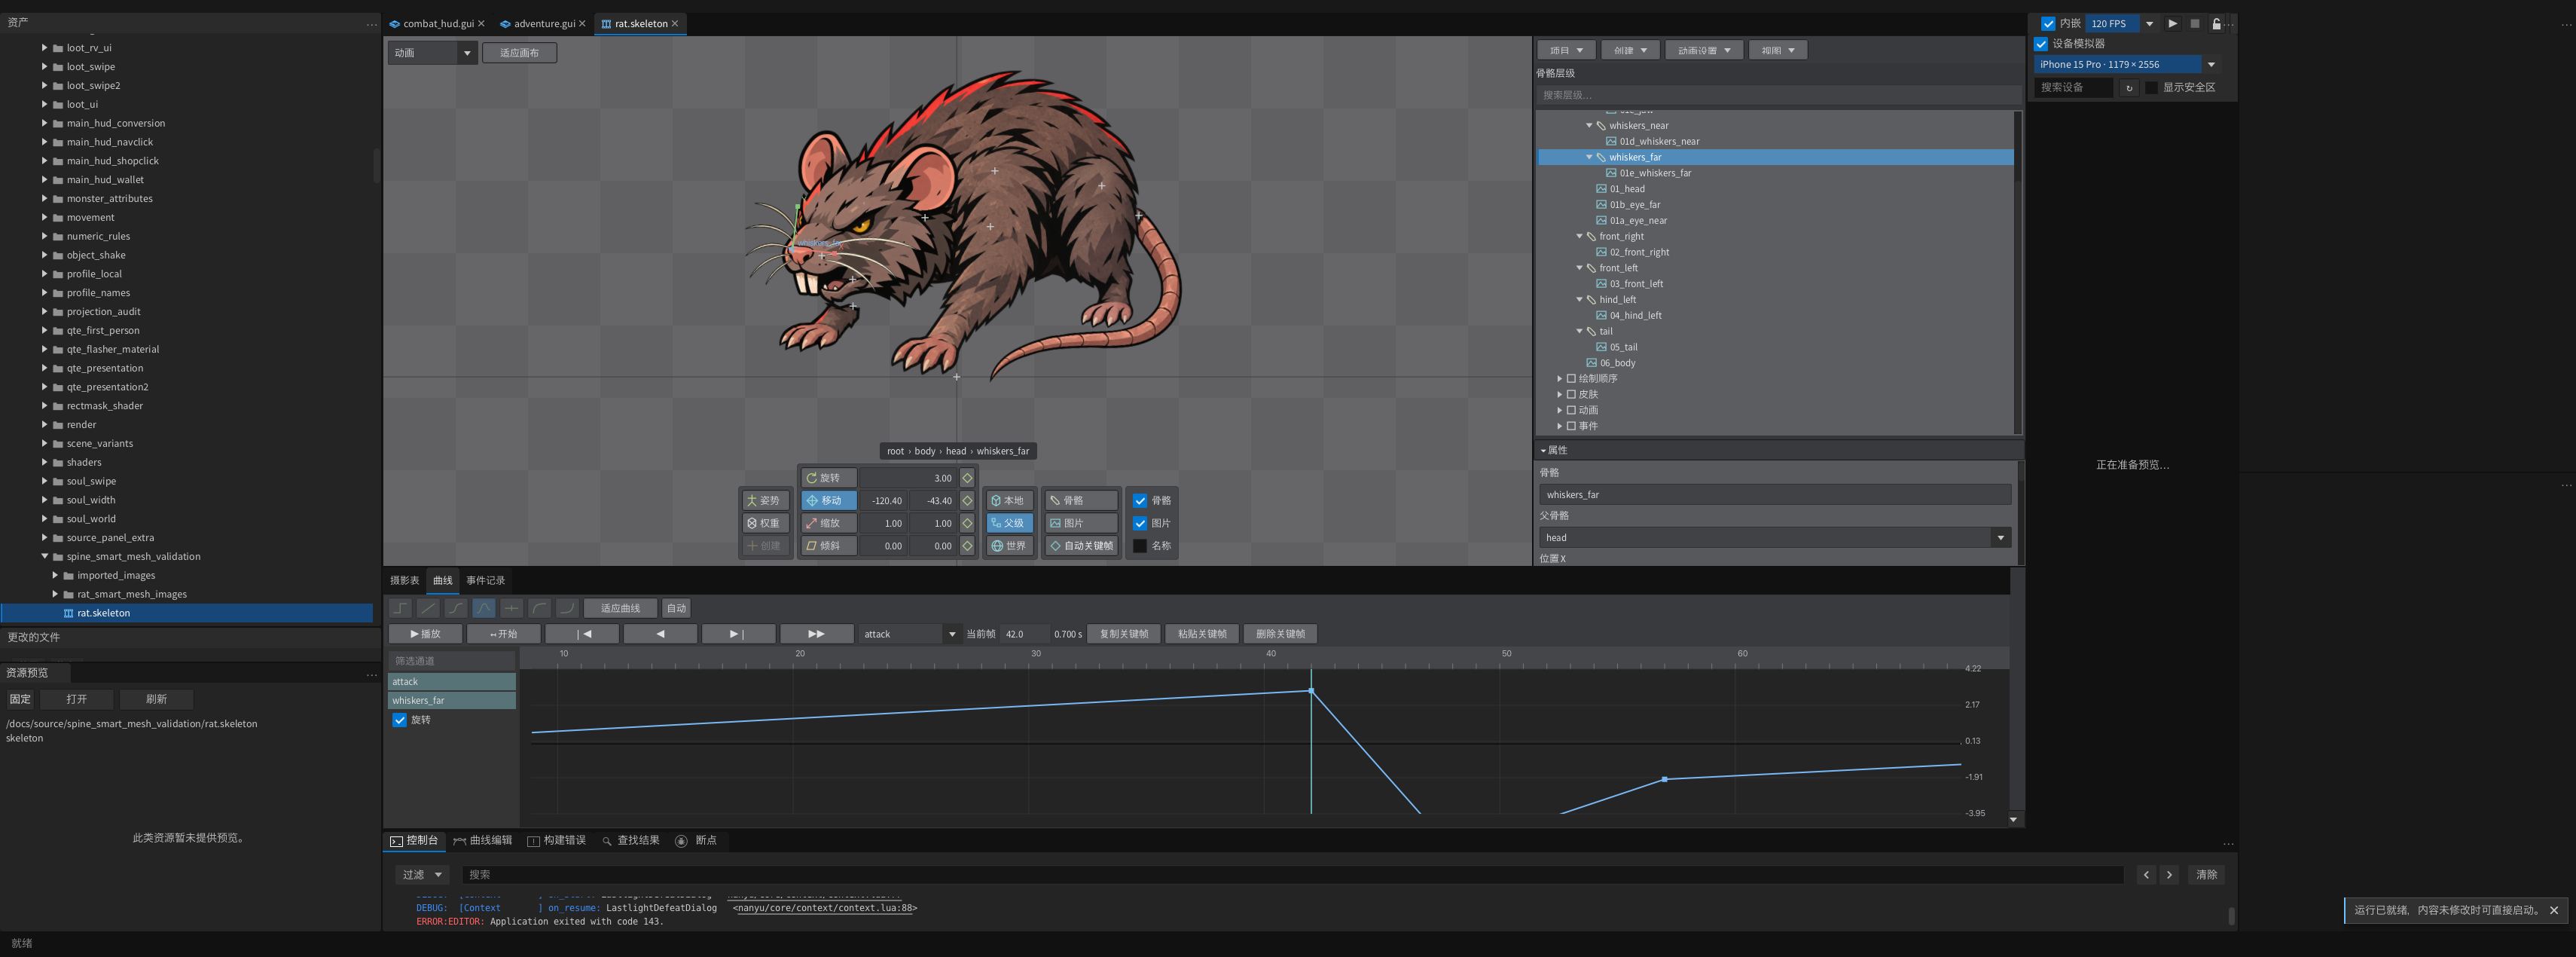 资产
combat_hud.gui
adventure.gui
rat.skeleton
内嵌
120 FPS
设备模拟器
iPhone 15 Pro · 1179 × 2556
搜索设备
显示安全区
正在准备预览...
loot_rv_ui
loot_swipe
loot_swipe2
loot_ui
main_hud_conversion
main_hud_navclick
main_hud_shopclick
main_hud_wallet
monster_attributes
movement
numeric_rules
object_shake
profile_local
profile_names
projection_audit
qte_first_person
qte_flasher_material
qte_presentation
qte_presentation2
rectmask_shader
render
scene_variants
shaders
soul_swipe
soul_width
soul_world
source_panel_extra
spine_smart_mesh_validation
imported_images
rat_smart_mesh_images
rat.skeleton
更改的文件
资源预览
固定
打开
刷新
/docs/source/spine_smart_mesh_validation/rat.skeleton
skeleton
此类资源暂未提供预览。
动画
适应画布
whiskers_far
root › body › head › whiskers_far
姿势
权重
创建
旋转 3.00
移动 -120.40 -43.40
缩放 1.00 1.00
倾斜 0.00 0.00
本地
父级
世界
骨骼
图片
自动关键帧
骨骼
图片
名称
项目
创建
动画设置
视图
骨骼层级
搜索层级...
whiskers_near
01d_whiskers_near
whiskers_far
01e_whiskers_far
01_head
01b_eye_far
01a_eye_near
front_right
02_front_right
front_left
03_front_left
hind_left
04_hind_left
tail
05_tail
06_body
绘制顺序
皮肤
动画
事件
属性
骨骼
whiskers_far
父骨骼
head
位置 X
摄影表
曲线
事件记录
适应曲线
自动
播放
开始
attack
当前帧 42.0 0.700 s
复制关键帧
粘贴关键帧
删除关键帧
筛选通道
attack
whiskers_far
旋转
10 20 30 40 50 60
4.22
2.17
0.13
-1.91
-3.95
控制台
曲线编辑
构建错误
查找结果
断点
过滤
搜索
清除
DEBUG: [Context ] on_resume: LastlightDefeatDialog <nanyu/core/context/context.lua:88>
ERROR:EDITOR: Application exited with code 143.
运行已就绪，内容未修改时可直接启动。
就绪